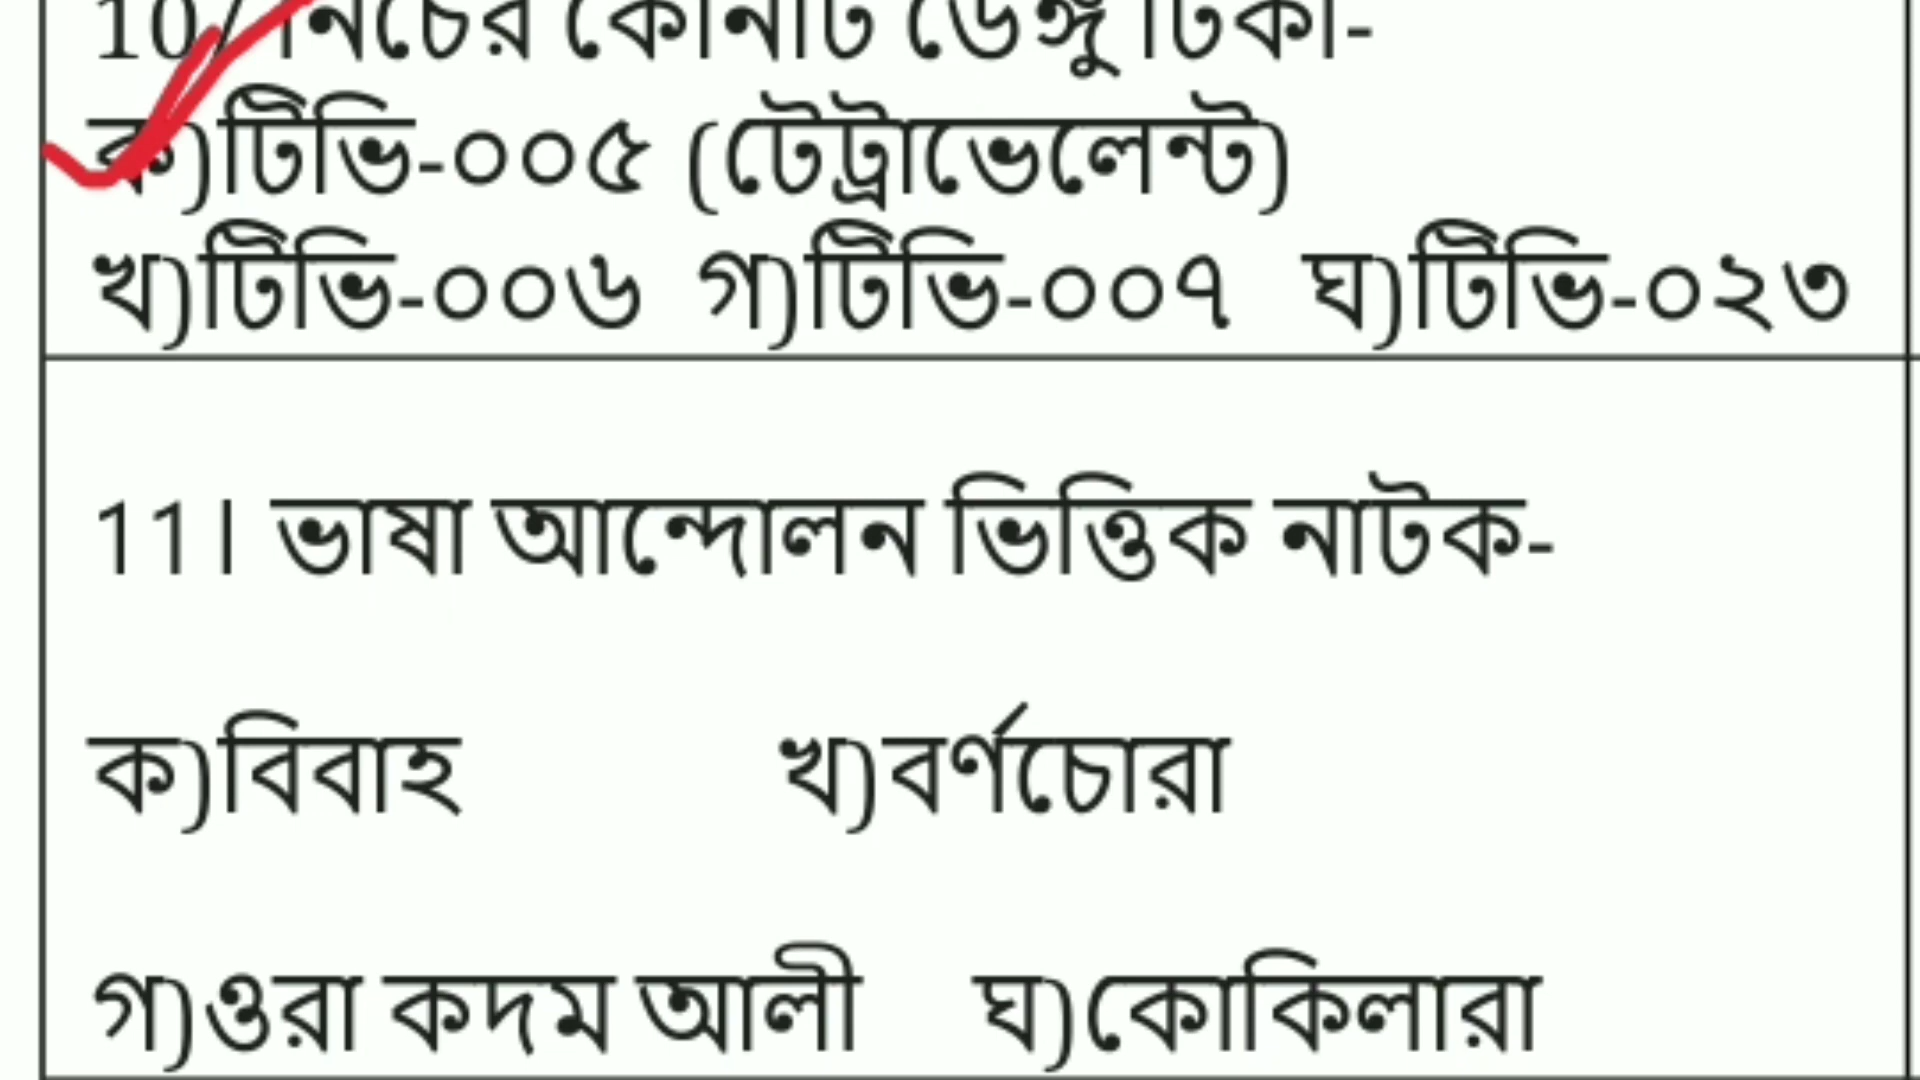 10/ নিচের কোনটি ডেঙ্গু টিকা-
ক)টিভি-০০৫ (টেট্রাভেলেন্ট)
খ)টিভি-০০৬ গ)টিভি-০০৭ ঘ)টিভি-০২৩
11। ভাষা আন্দোলন ভিত্তিক নাটক-
ক)বিবাহ খ)বর্ণচোরা
গ)ওরা কদম আলী ঘ)কোকিলারা